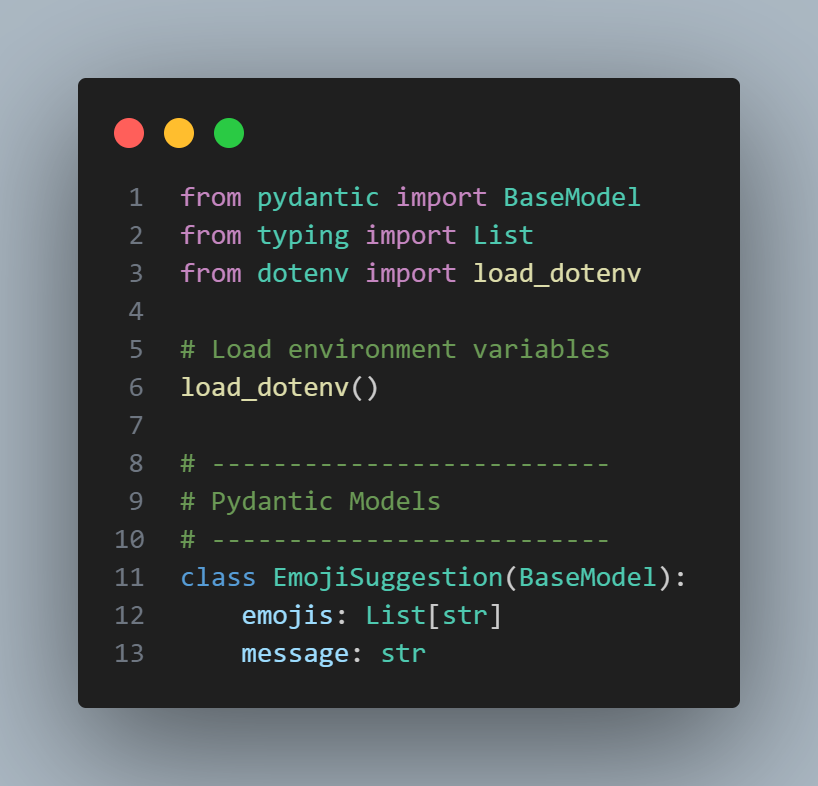 1 from pydantic import BaseModel
2 from typing import List
3 from dotenv import load_dotenv
4
5 # Load environment variables
6 load_dotenv()
7
8 # --------------------------
9 # Pydantic Models
10 # --------------------------
11 class EmojiSuggestion(BaseModel):
12     emojis: List[str]
13     message: str